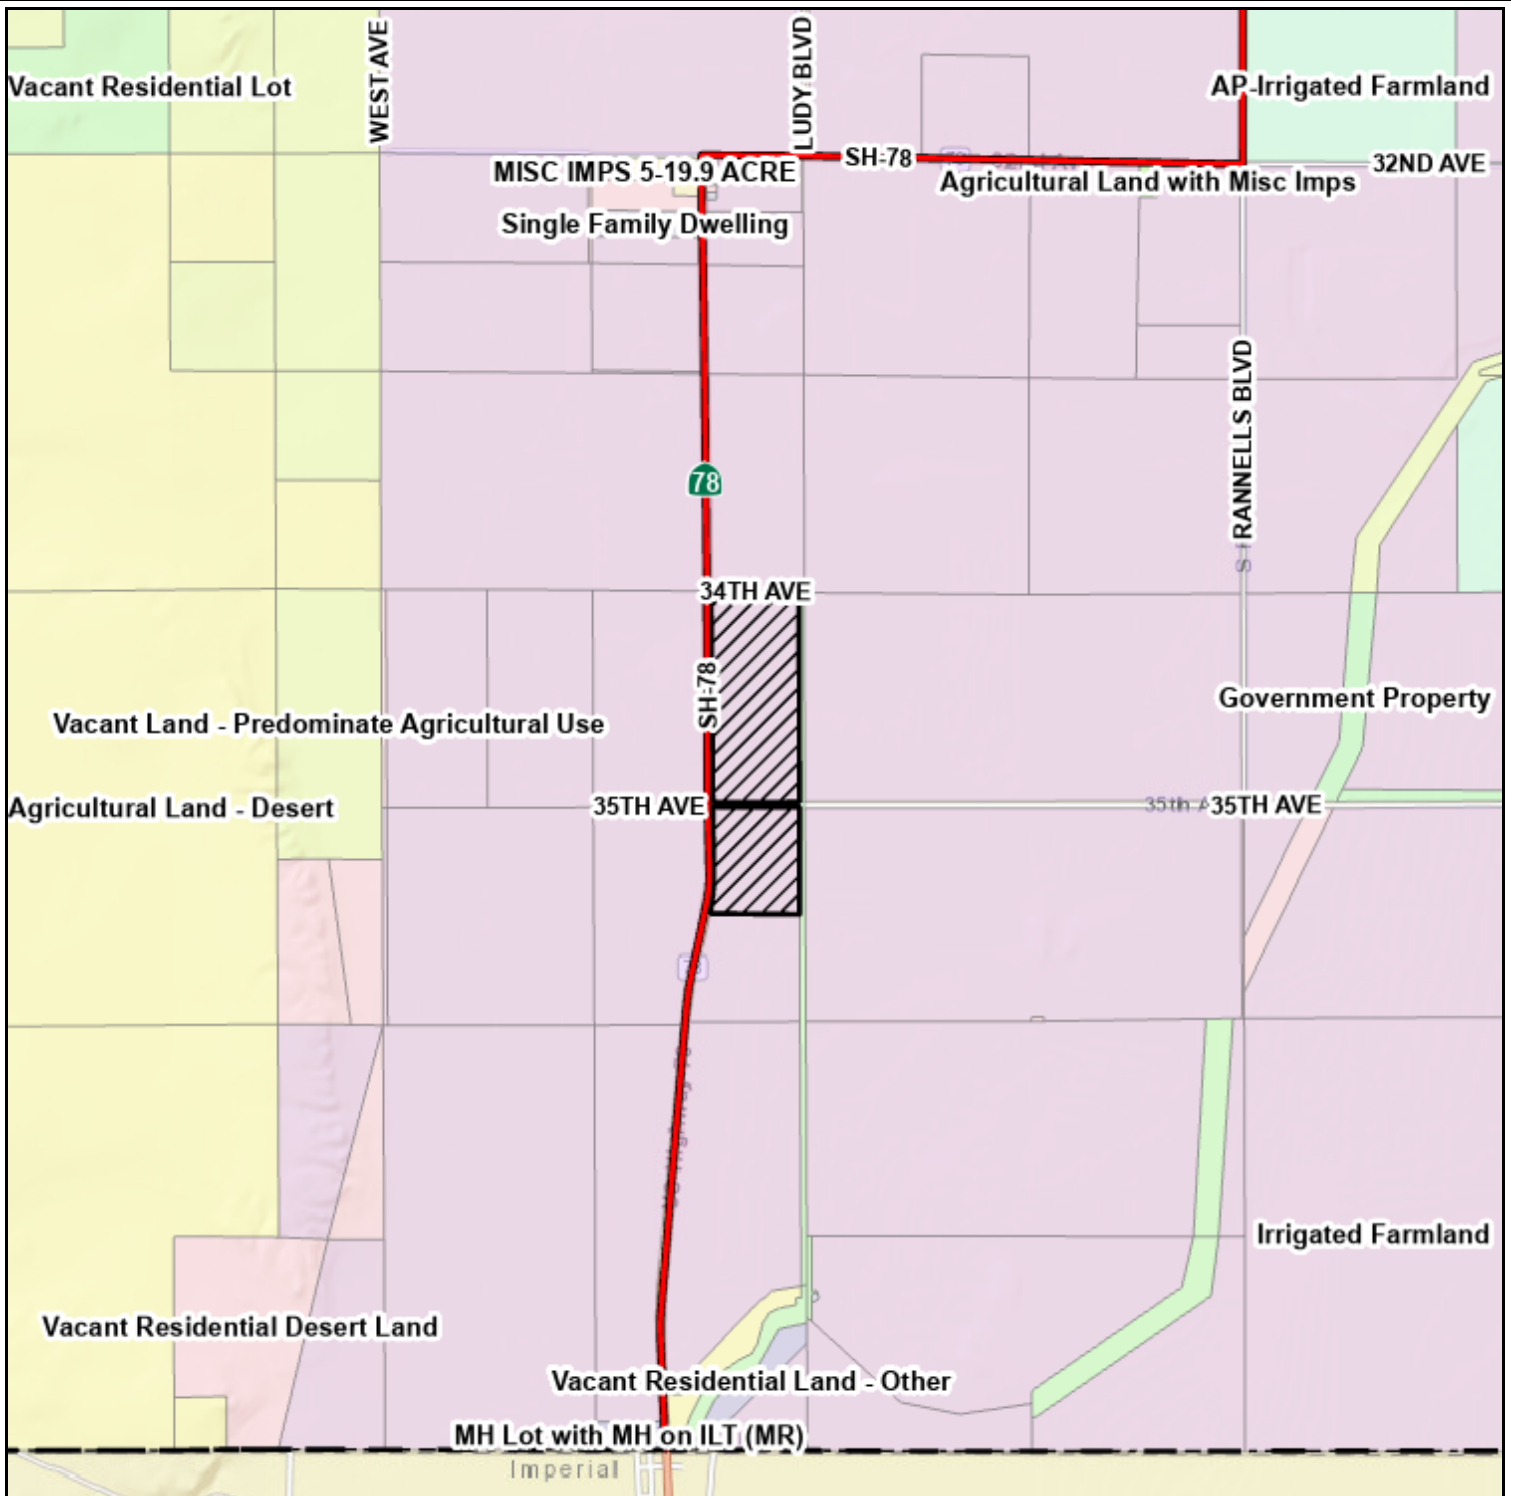 WEST AVE
LUDY BLVD
Vacant Residential Lot
AP-Irrigated Farmland
SH-78
32ND AVE
MISC IMPS 5-19.9 ACRE
Agricultural Land with Misc Imps
Single Family Dwelling
RANNELLS BLVD
S
78
34TH AVE
SH-78
Government Property
Vacant Land - Predominate Agricultural Use
Agricultural Land - Desert
35TH AVE
35th A
35TH AVE
78
Irrigated Farmland
Vacant Residential Desert Land
Vacant Residential Land - Other
MH Lot with MH on ILT (MR)
Imperial